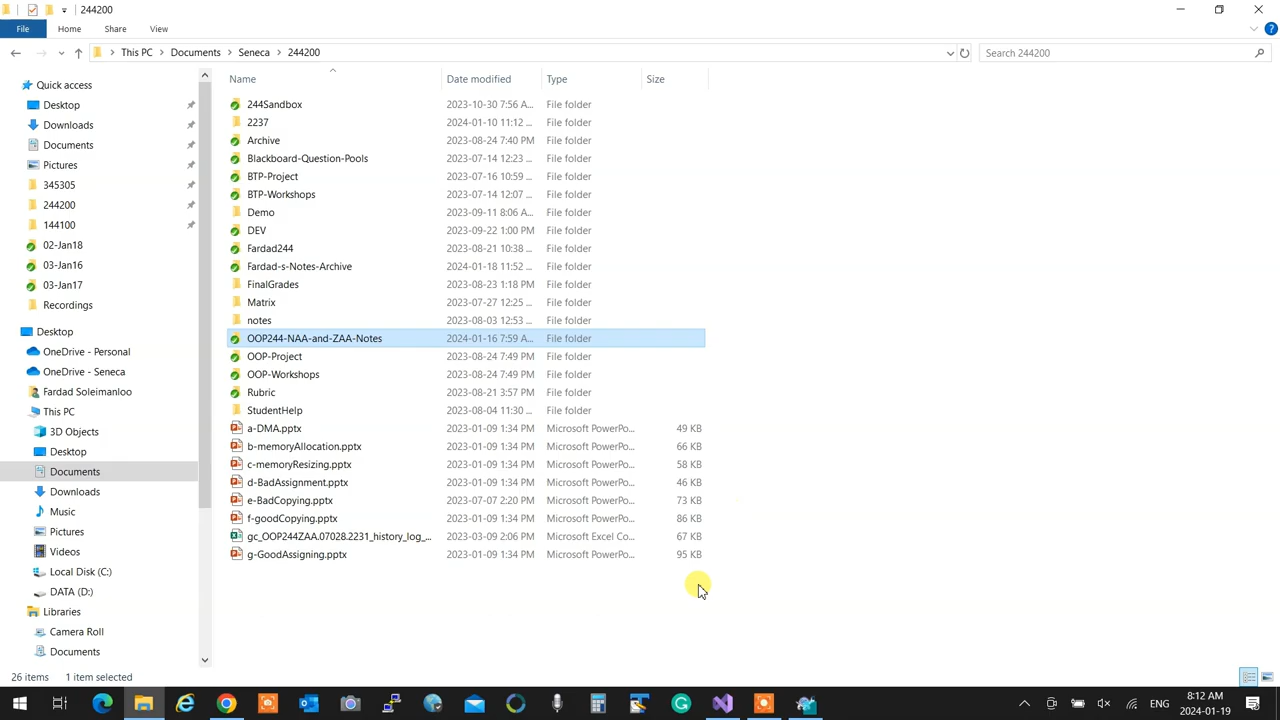 244200
File Home Share View
This PC Documents Seneca 244200 Search 244200
Name Date modified Type Size
Quick access
Desktop
Downloads
Documents
Pictures
345305
244200
144100
02-Jan18
03-Jan16
03-Jan17
Recordings
Desktop
OneDrive - Personal
OneDrive - Seneca
Fardad Soleimanloo
This PC
3D Objects
Desktop
Documents
Downloads
Music
Pictures
Videos
Local Disk (C:)
DATA (D:)
Libraries
Camera Roll
Documents
244Sandbox 2023-10-30 7:56 A... File folder
2237 2024-01-10 11:12 ... File folder
Archive 2023-08-24 7:40 PM File folder
Blackboard-Question-Pools 2023-07-14 12:23 ... File folder
BTP-Project 2023-07-16 10:59 ... File folder
BTP-Workshops 2023-07-14 12:07 ... File folder
Demo 2023-09-11 8:06 A... File folder
DEV 2023-09-22 1:00 PM File folder
Fardad244 2023-08-21 10:38 ... File folder
Fardad-s-Notes-Archive 2024-01-18 11:52 ... File folder
FinalGrades 2023-08-23 1:18 PM File folder
Matrix 2023-07-27 12:25 ... File folder
notes 2023-08-03 12:53 ... File folder
OOP244-NAA-and-ZAA-Notes 2024-01-16 7:59 A... File folder
OOP-Project 2023-08-24 7:49 PM File folder
OOP-Workshops 2023-08-24 7:49 PM File folder
Rubric 2023-08-21 3:57 PM File folder
StudentHelp 2023-08-04 11:30 ... File folder
a-DMA.pptx 2023-01-09 1:34 PM Microsoft PowerPo... 49 KB
b-memoryAllocation.pptx 2023-01-09 1:34 PM Microsoft PowerPo... 66 KB
c-memoryResizing.pptx 2023-01-09 1:34 PM Microsoft PowerPo... 58 KB
d-BadAssignment.pptx 2023-01-09 1:34 PM Microsoft PowerPo... 46 KB
e-BadCopying.pptx 2023-07-07 2:20 PM Microsoft PowerPo... 73 KB
f-goodCopying.pptx 2023-01-09 1:34 PM Microsoft PowerPo... 86 KB
gc_OOP244ZAA.07028.2231_history_log_... 2023-03-09 2:06 PM Microsoft Excel Co... 67 KB
g-GoodAssigning.pptx 2023-01-09 1:34 PM Microsoft PowerPo... 95 KB
26 items 1 item selected
ENG
8:12 AM
2024-01-19